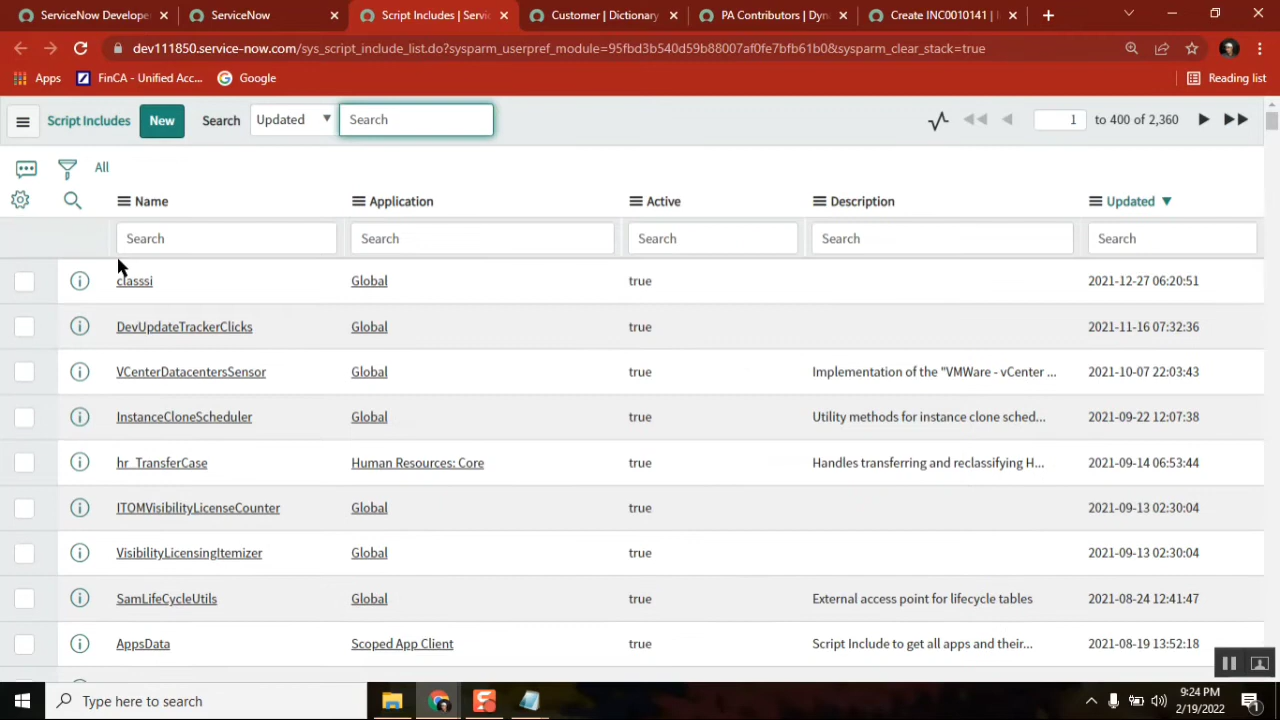 ServiceNow Develope
ServiceNow
Script Includes | Servic
Customer | Dictionary
PA Contributors | Dyn
Create INC0010141 | I
dev111850.service-now.com/sys_script_include_list.do?sysparm_userpref_module=95fbd3b540d59b88007af0fe7bfb61b0&sysparm_clear_stack=true
Apps
FinCA - Unified Acc...
Google
Reading list
Script Includes New Search Updated Search 1 to 400 of 2,360
All
Name Application Active Description Updated
Search Search Search Search Search
classsi Global true 2021-12-27 06:20:51
DevUpdateTrackerClicks Global true 2021-11-16 07:32:36
VCenterDatacentersSensor Global true Implementation of the "VMWare - vCenter ... 2021-10-07 22:03:43
InstanceCloneScheduler Global true Utility methods for instance clone sched... 2021-09-22 12:07:38
hr_TransferCase Human Resources: Core true Handles transferring and reclassifying H... 2021-09-14 06:53:44
ITOMVisibilityLicenseCounter Global true 2021-09-13 02:30:04
VisibilityLicensingItemizer Global true 2021-09-13 02:30:04
SamLifeCycleUtils Global true External access point for lifecycle tables 2021-08-24 12:41:47
AppsData Scoped App Client true Script Include to get all apps and their... 2021-08-19 13:52:18
Type here to search
9:24 PM
2/19/2022